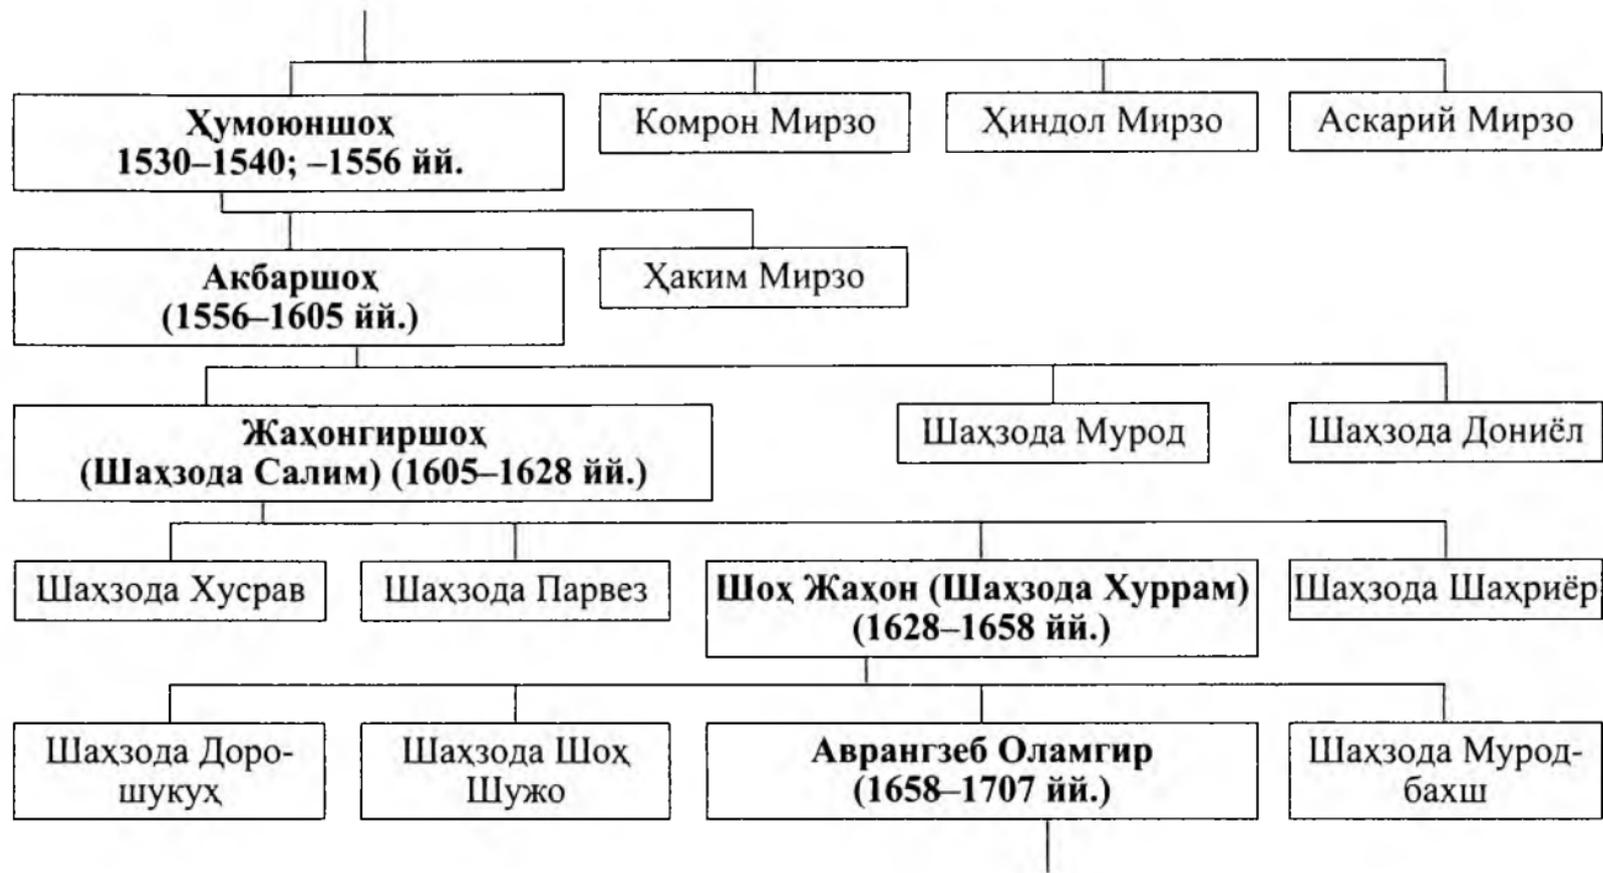 Ҳумоюншоҳ
1530–1540; –1556 йй.
Комрон Мирзо
Ҳиндол Мирзо
Аскарий Мирзо
Акбаршоҳ
(1556–1605 йй.)
Ҳаким Мирзо
Жаҳонгиршоҳ
(Шаҳзода Салим) (1605–1628 йй.)
Шаҳзода Мурод
Шаҳзода Дониёл
Шаҳзода Хусрав
Шаҳзода Парвез
Шоҳ Жаҳон (Шаҳзода Хуррам)
(1628–1658 йй.)
Шаҳзода Шаҳриёр
Шаҳзода Доро-
шукуҳ
Шаҳзода Шоҳ
Шужо
Аврангзеб Оламгир
(1658–1707 йй.)
Шаҳзода Мурод-
бахш